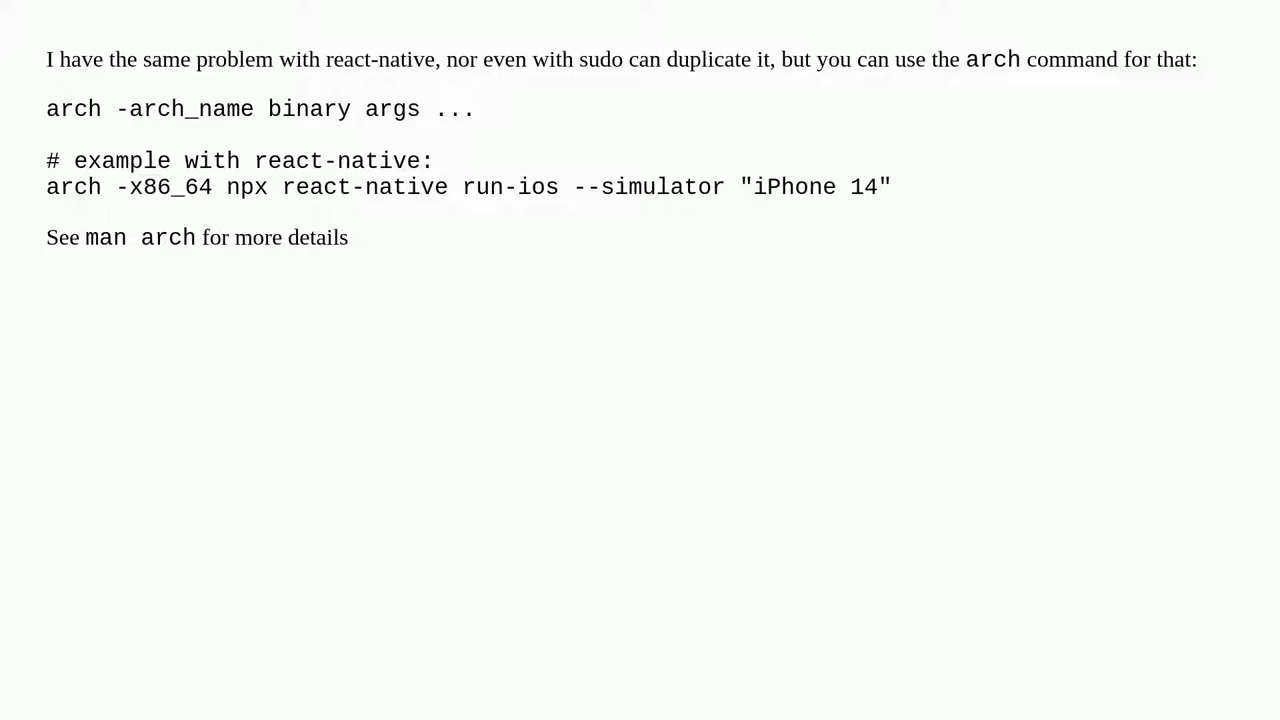 I have the same problem with react-native, nor even with sudo can duplicate it, but you can use the arch command for that:
arch -arch_name binary args ...
# example with react-native:
arch -x86_64 npx react-native run-ios --simulator "iPhone 14"
See man arch for more details